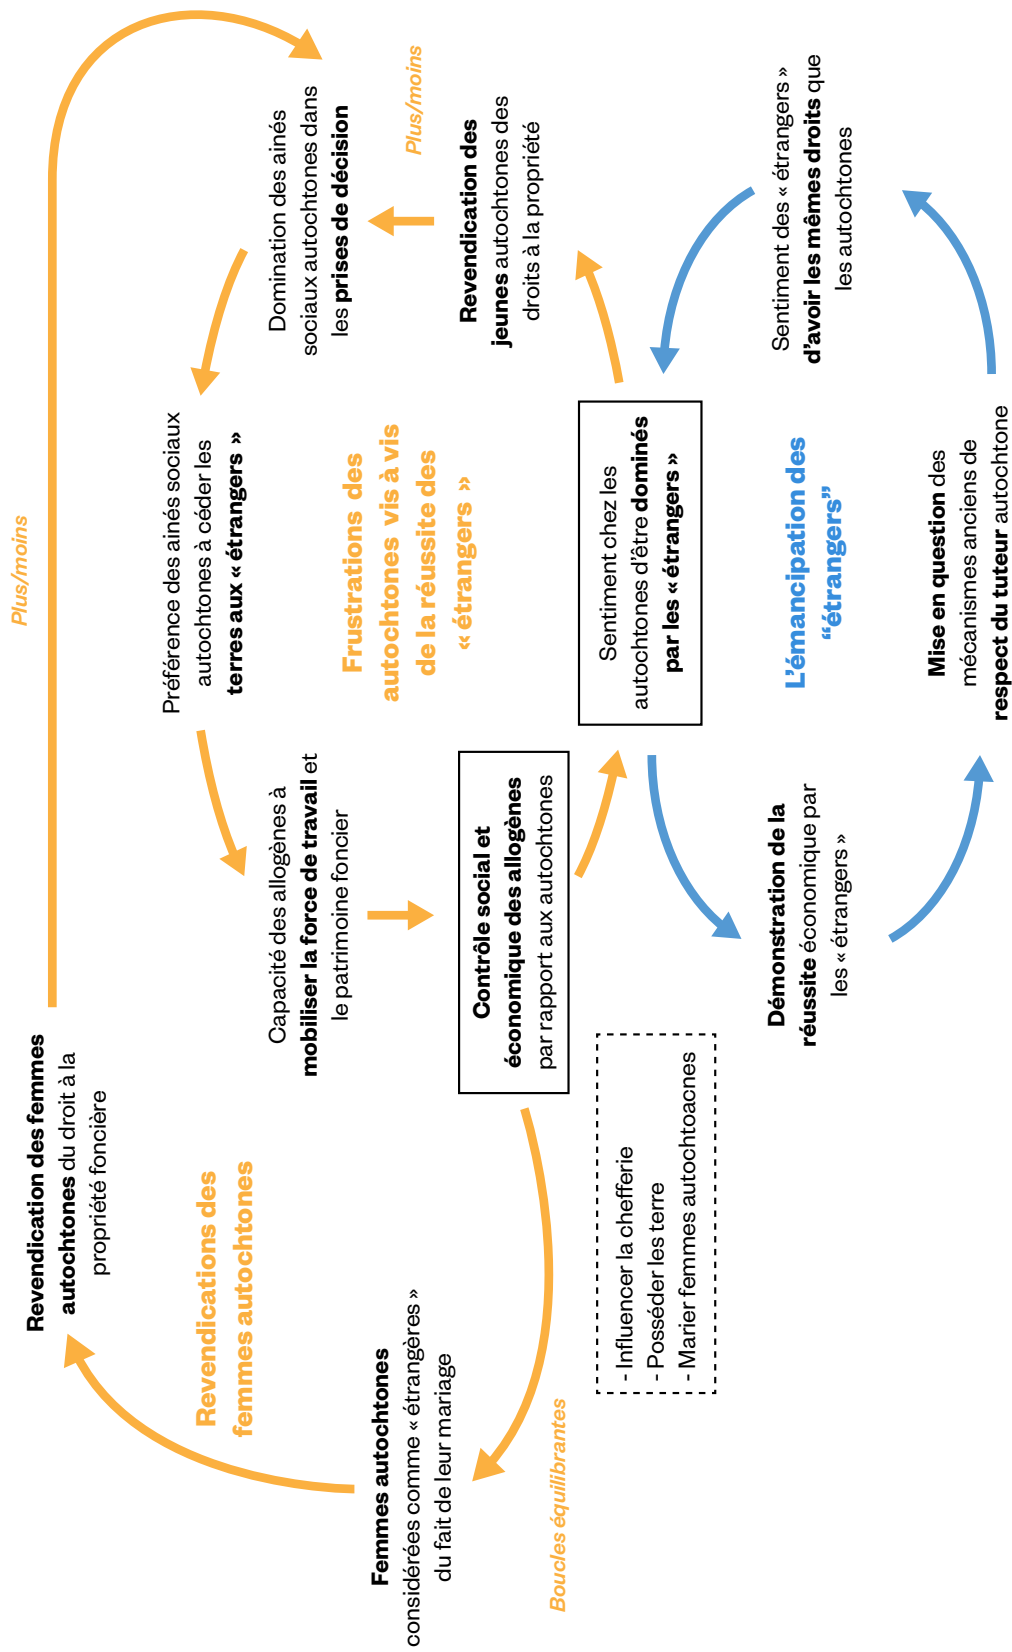 Revendication des femmes
autochtones du droit à la
propriété foncière
Plus/moins
Revendications des
femmes autochtones
Femmes autochtones
considérées comme « étrangères »
du fait de leur mariage
Boucles équilibrantes
Préférence des ainés sociaux
autochtones à céder les
terres aux « étrangers »
Domination des ainés
sociaux autochtones dans
les prises de décision
Plus/moins
Capacité des allogènes à
mobiliser la force de travail et
le patrimoine foncier
Frustrations des
autochtones vis à vis
de la réussite des
« étrangers »
Revendication des
jeunes autochtones des
droits à la propriété
Contrôle social et
économique des allogènes
par rapport aux autochtones
Sentiment chez les
autochtones d'être dominés
par les « étrangers »
- Influencer la chefferie
- Posséder les terre
- Marier femmes autochtoacnes
Démonstration de la
réussite économique par
les « étrangers »
L'émancipation des
“étrangers”
Sentiment des « étrangers »
d'avoir les mêmes droits que
les autochtones
Mise en question des
mécanismes anciens de
respect du tuteur autochtone